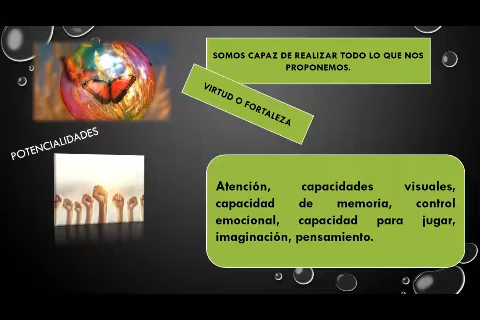 SOMOS CAPAZ DE REALIZAR TODO LO QUE NOS
PROPONEMOS.
VIRTUD O FORTALEZA
POTENCIALIDADES
Atención, capacidades visuales,
capacidad de memoria, control
emocional, capacidad para jugar,
imaginación, pensamiento.